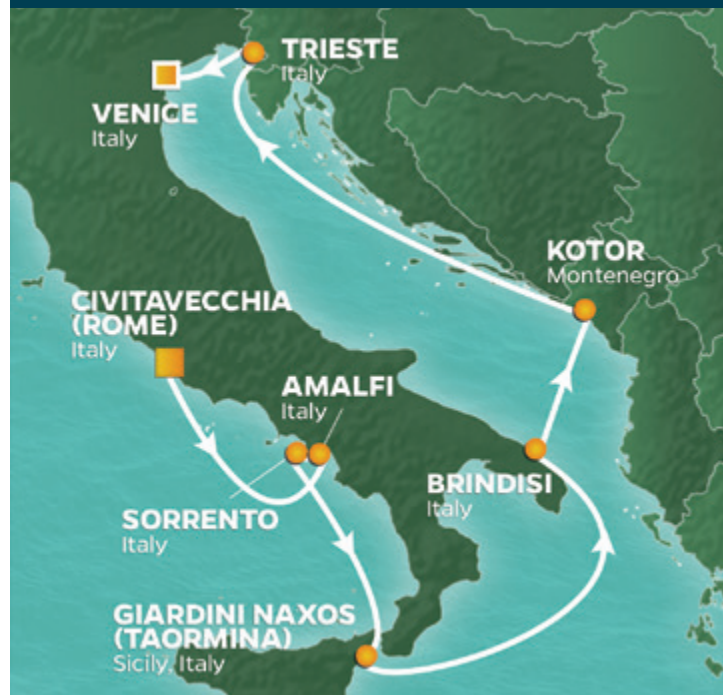 TRIESTE
Italy
VENICE
Italy
KOTOR
Montenegro
CIVITAVECCHIA
(ROME)
Italy
AMALFI
Italy
BRINDISI
Italy
SORRENTO
Italy
GIARDINI NAXOS
(TAORMINA)
Sicily, Italy